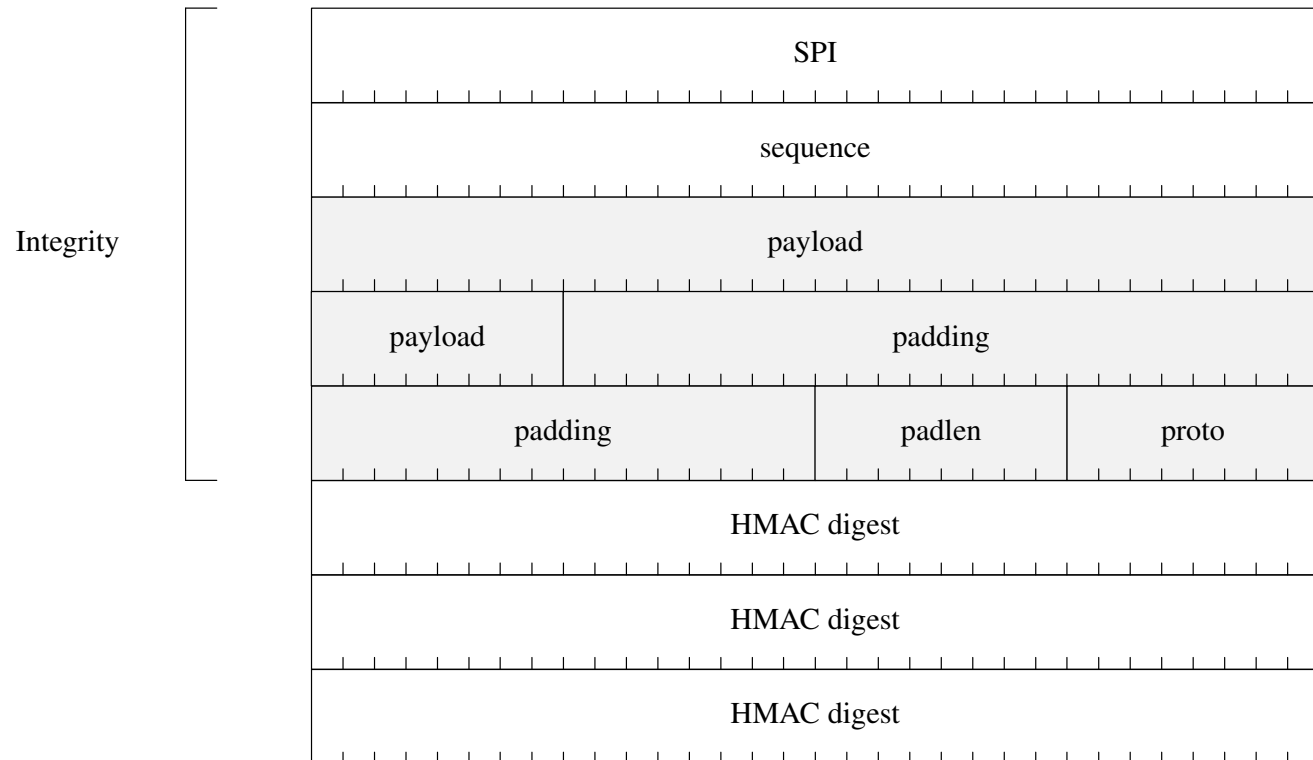 SPI
sequence
Integrity payload
payload padding
padding padlen proto
HMAC digest
HMAC digest
HMAC digest